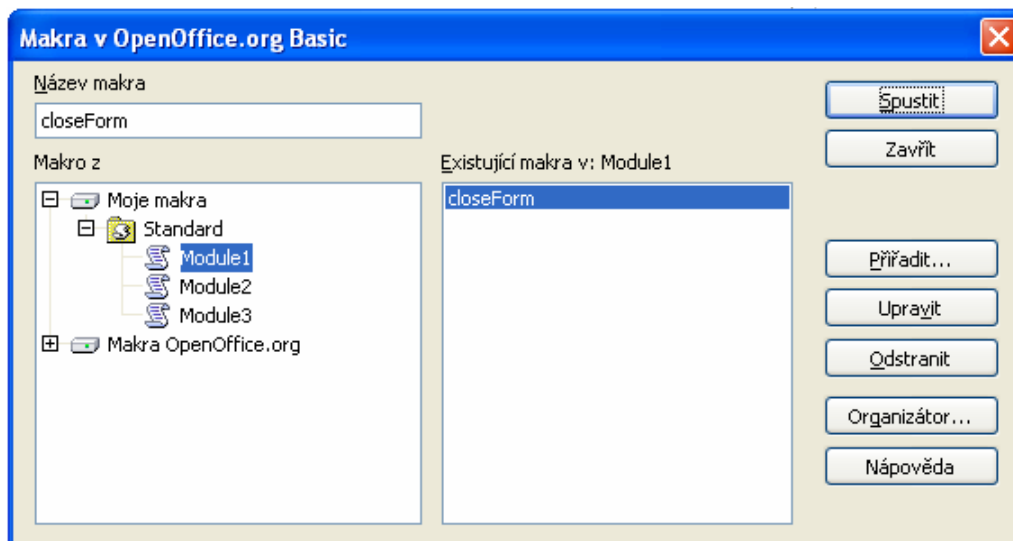 Makra v OpenOffice.org Basic
Název makra
closeForm
Makro z
Moje makra
Standard
Module1
Module2
Module3
Makra OpenOffice.org
Existující makra v: Module1
closeForm
Spustit
Zavřít
Přiřadit...
Upravit
Odstranit
Organizátor...
Nápověda